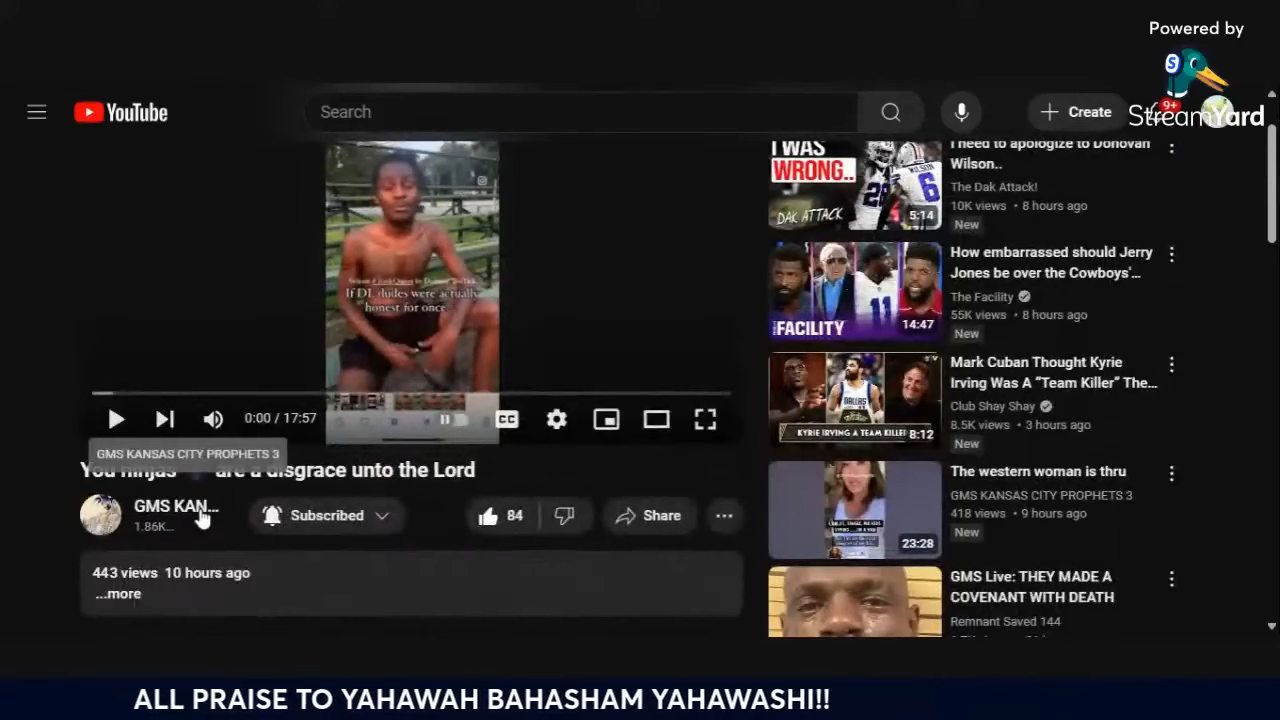 Powered by
StreamYard
YouTube
Search
Create
9+
If DL dudes were actually
honest for once
0:00 / 17:57
CC
GMS KANSAS CITY PROPHETS 3
You ninjas are a disgrace unto the Lord
GMS KAN...
1.86K...
Subscribed
84
Share
443 views 10 hours ago
...more
I WAS
WRONG..
DAK ATTACK
5:14
I need to apologize to Donovan
Wilson..
The Dak Attack!
10K views • 8 hours ago
New
FACILITY
14:47
How embarrassed should Jerry
Jones be over the Cowboys'...
The Facility
55K views • 8 hours ago
New
KYRIE IRVING A TEAM KILLER
8:12
Mark Cuban Thought Kyrie
Irving Was A “Team Killer” The...
Club Shay Shay
8.5K views • 3 hours ago
New
23:28
The western woman is thru
GMS KANSAS CITY PROPHETS 3
418 views • 9 hours ago
New
GMS Live: THEY MADE A
COVENANT WITH DEATH
Remnant Saved 144
ALL PRAISE TO YAHAWAH BAHASHAM YAHAWASHI!!